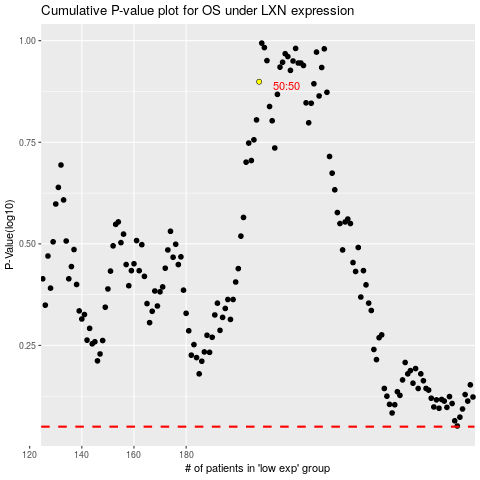 Cumulative P-value plot for OS under LXN expression
1.00
50:50
0.75
P-Value(log10)
0.50
0.25
120 140 160 180
# of patients in 'low exp' group